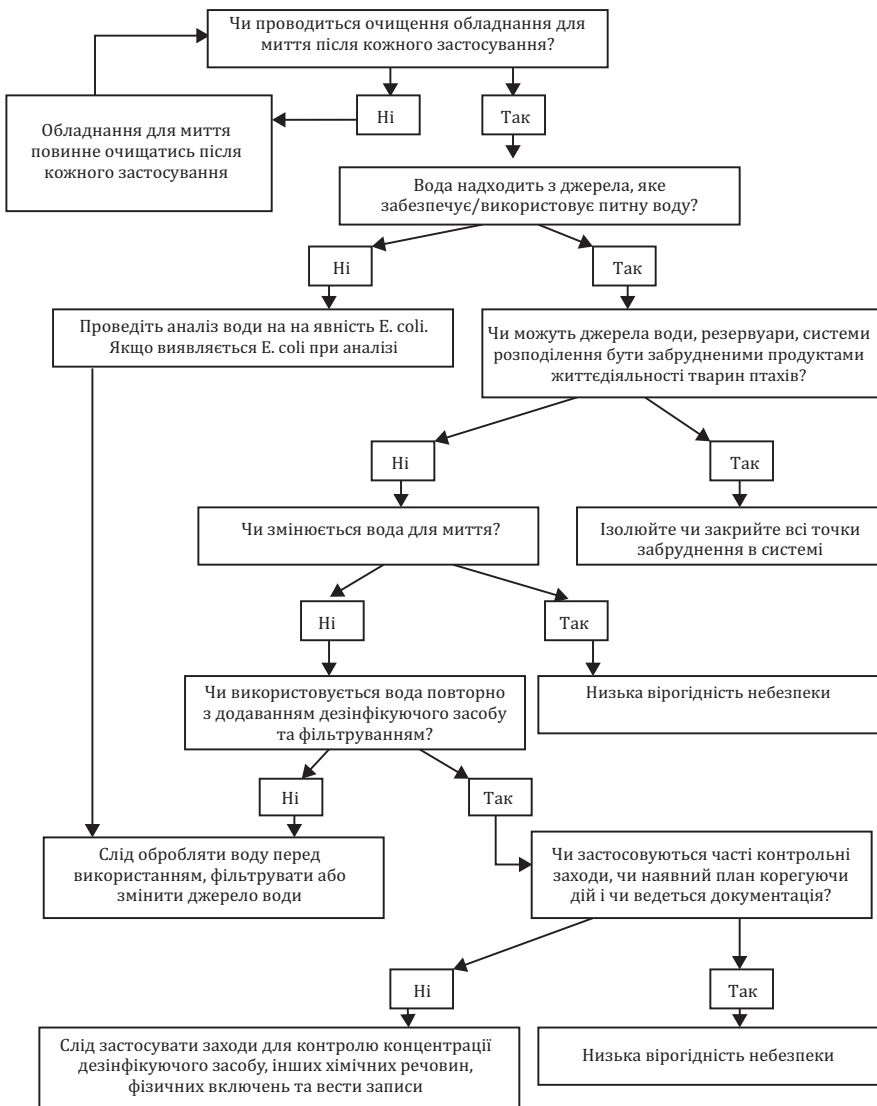 Чи проводиться очищення обладнання для
миття після кожного застосування?
Ні
Так
Обладнання для миття
повинне очищатись після
кожного застосування
Вода надходить з джерела, яке
забезпечує/використовує питну воду?
Ні
Так
Проведіть аналіз води на на явність E. coli.
Якщо виявляється E. coli при аналізі
Чи можуть джерела води, резервуари, системи
розподілення бути забрудненими продуктами
життєдіяльності тварин птахів?
Ні
Так
Чи змінюється вода для миття?
Ізолюйте чи закрийте всі точки
забруднення в системі
Ні
Так
Чи використовується вода повторно
з додаванням дезінфікуючого засобу
та фільтруванням?
Низька вірогідність небезпеки
Ні
Так
Слід обробляти воду перед
використанням, фільтрувати або
змінити джерело води
Чи застосовуються часті контрольні
заходи, чи наявний план корегуючи
дій і чи ведеться документація?
Ні
Так
Слід застосувати заходи для контролю концентрації
дезінфікуючого засобу, інших хімічних речовин,
фізичних включень та вести записи
Низька вірогідність небезпеки